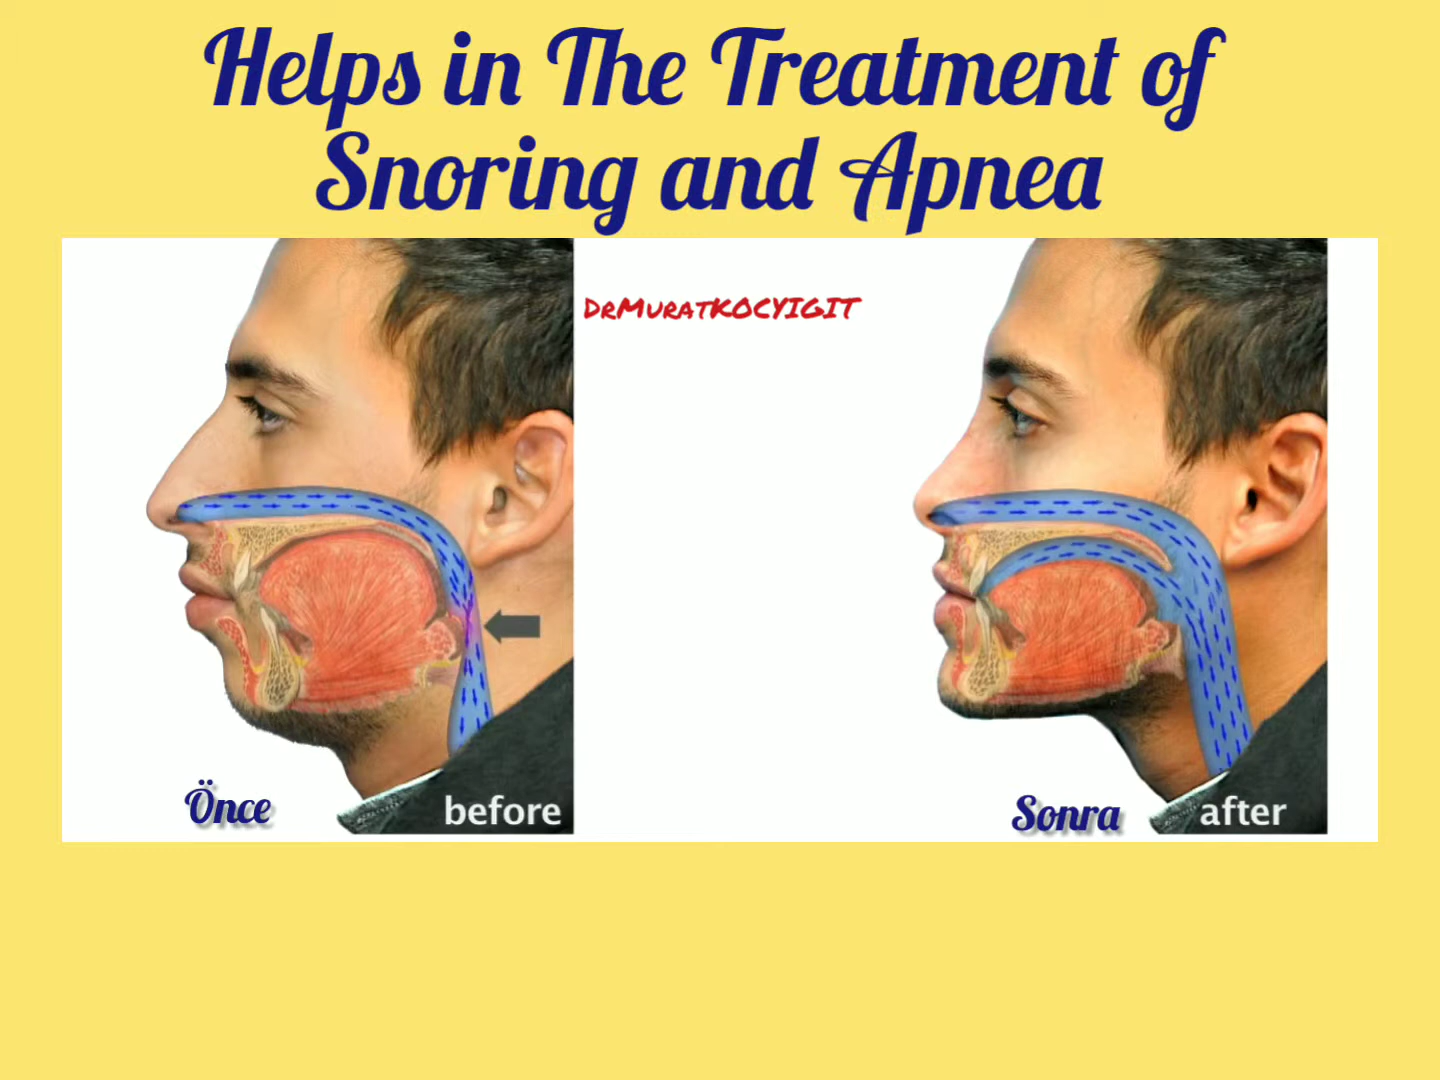 Helps in The Treatment of
Snoring and Apnea
DrMuratKOCYIGIT
Önce
before
Sonra
after